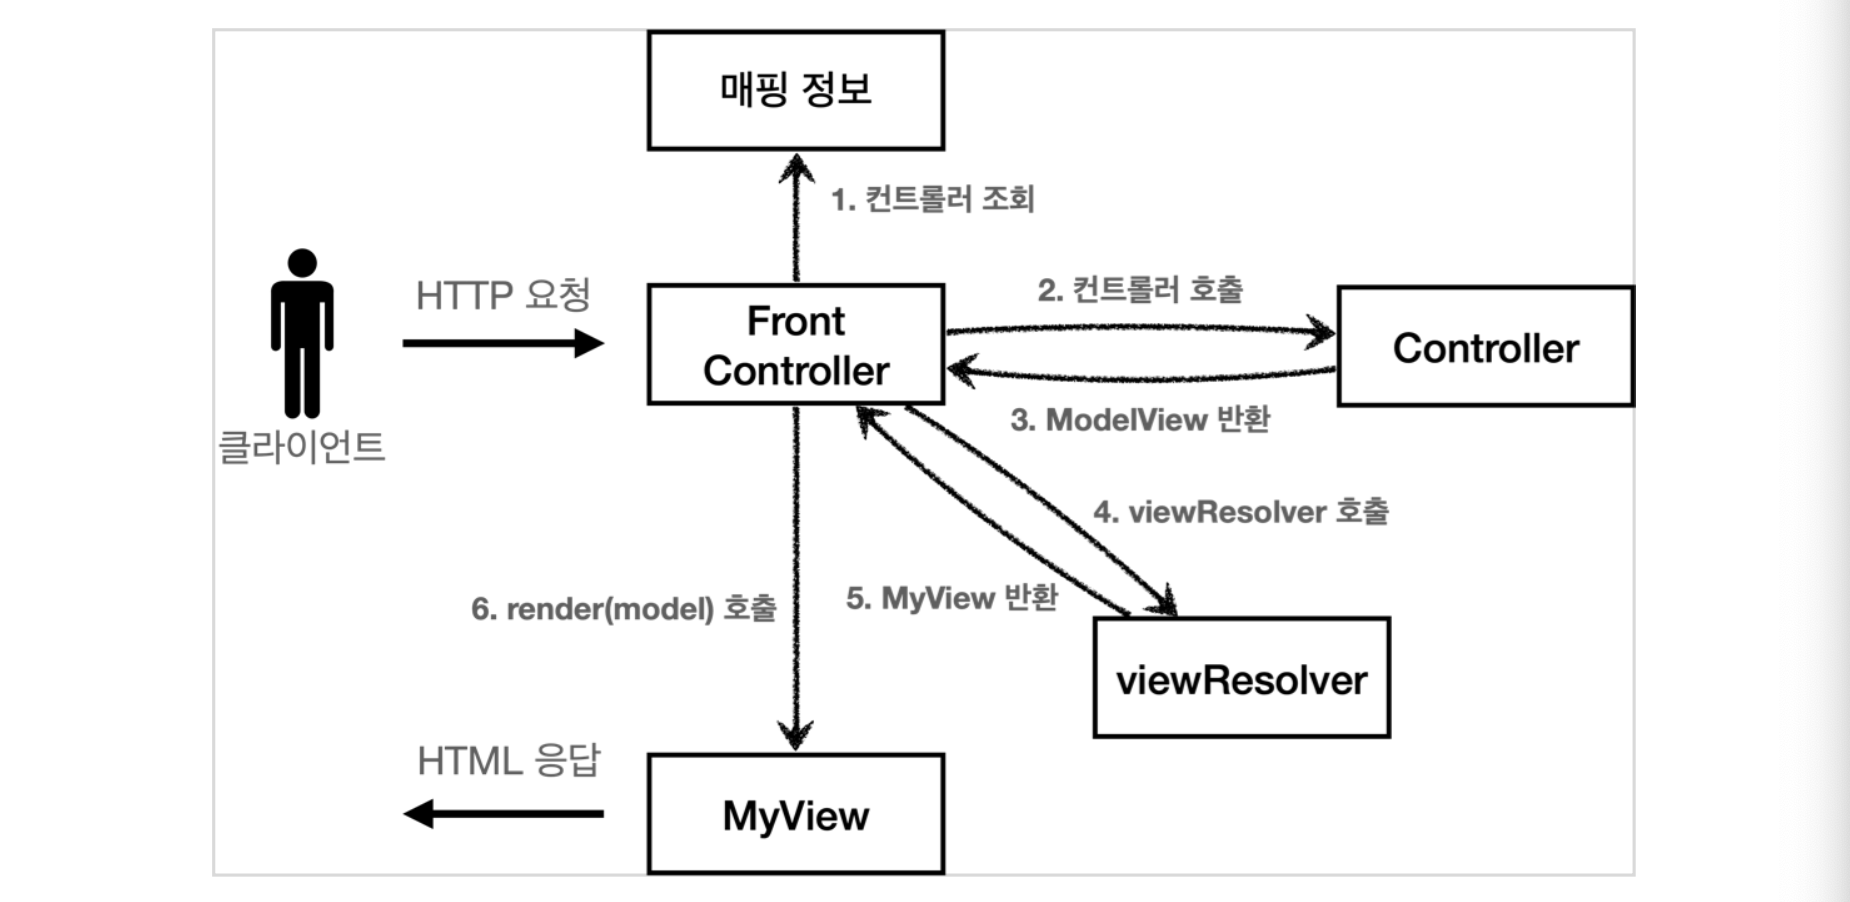 매핑 정보
1. 컨트롤러 조회
HTTP 요청
Front
Controller
2. 컨트롤러 호출
Controller
3. ModelView 반환
클라이언트
4. viewResolver 호출
5. MyView 반환
6. render(model) 호출
viewResolver
HTML 응답
MyView